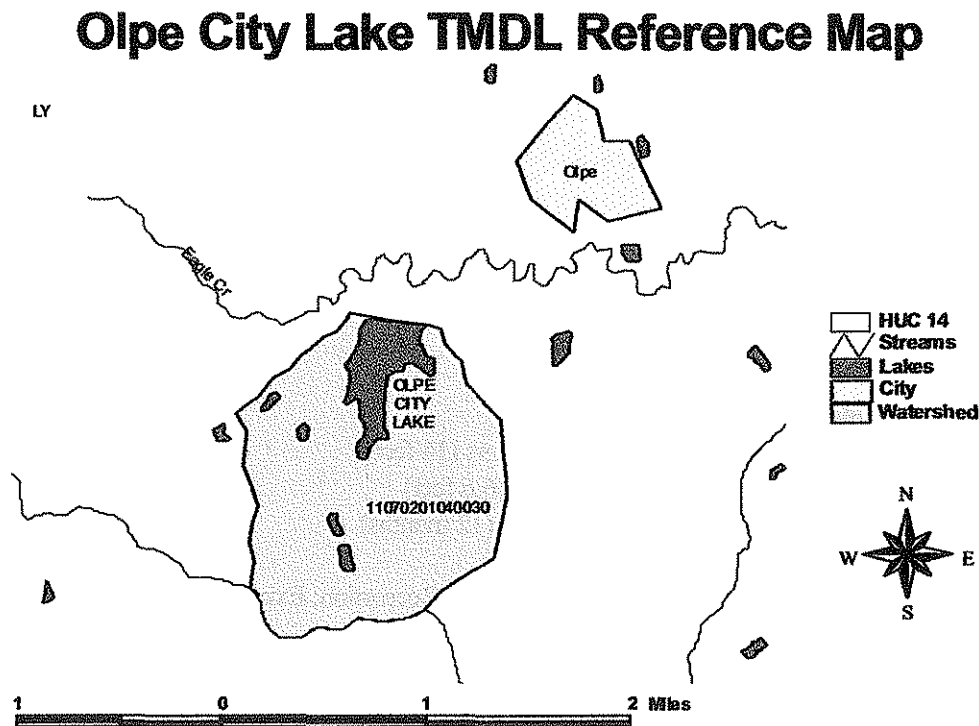 Olpe City Lake TMDL Reference Map
LY
Olpe
Eagle Cr
HUC 14
Streams
Lakes
City
Watershed
OLPE
CITY
LAKE
11070201040030
N
W E
S
1 0 1 2 Miles